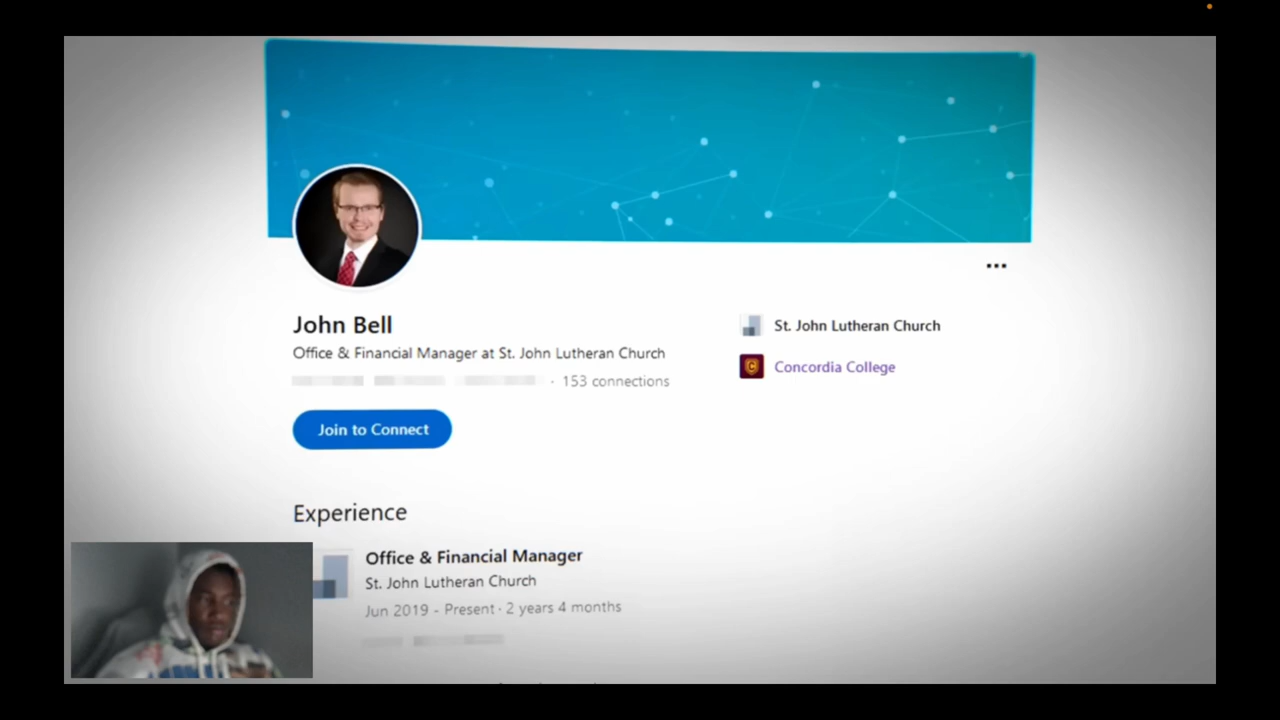 John Bell
Office & Financial Manager at St. John Lutheran Church
· 153 connections
Join to Connect
St. John Lutheran Church
Concordia College
Experience
Office & Financial Manager
St. John Lutheran Church
Jun 2019 - Present · 2 years 4 months